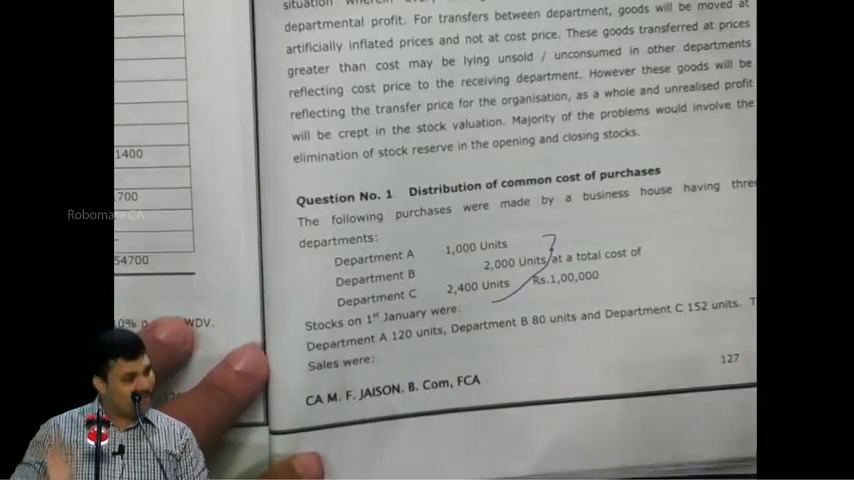 departmental profit. For transfers between department, goods will be moved at
artificially inflated prices and not at cost price. These goods transferred at prices
greater than cost may be lying unsold / unconsumed in other departments
reflecting cost price to the receiving department. However these goods will be
reflecting the transfer price for the organisation, as a whole and unrealised profit
will be crept in the stock valuation. Majority of the problems would involve the
elimination of stock reserve in the opening and closing stocks.
Question No. 1 Distribution of common cost of purchases
The following purchases were made by a business house having three
departments:
Department A 1,000 Units
Department B 2,000 Units at a total cost of
Department C 2,400 Units Rs.1,00,000
Stocks on 1st January were:
Department A 120 units, Department B 80 units and Department C 152 units. T
Sales were:
127
CA M. F. JAISON. B. Com, FCA
1400
700
54700
10% p WDV.
Robomate CA